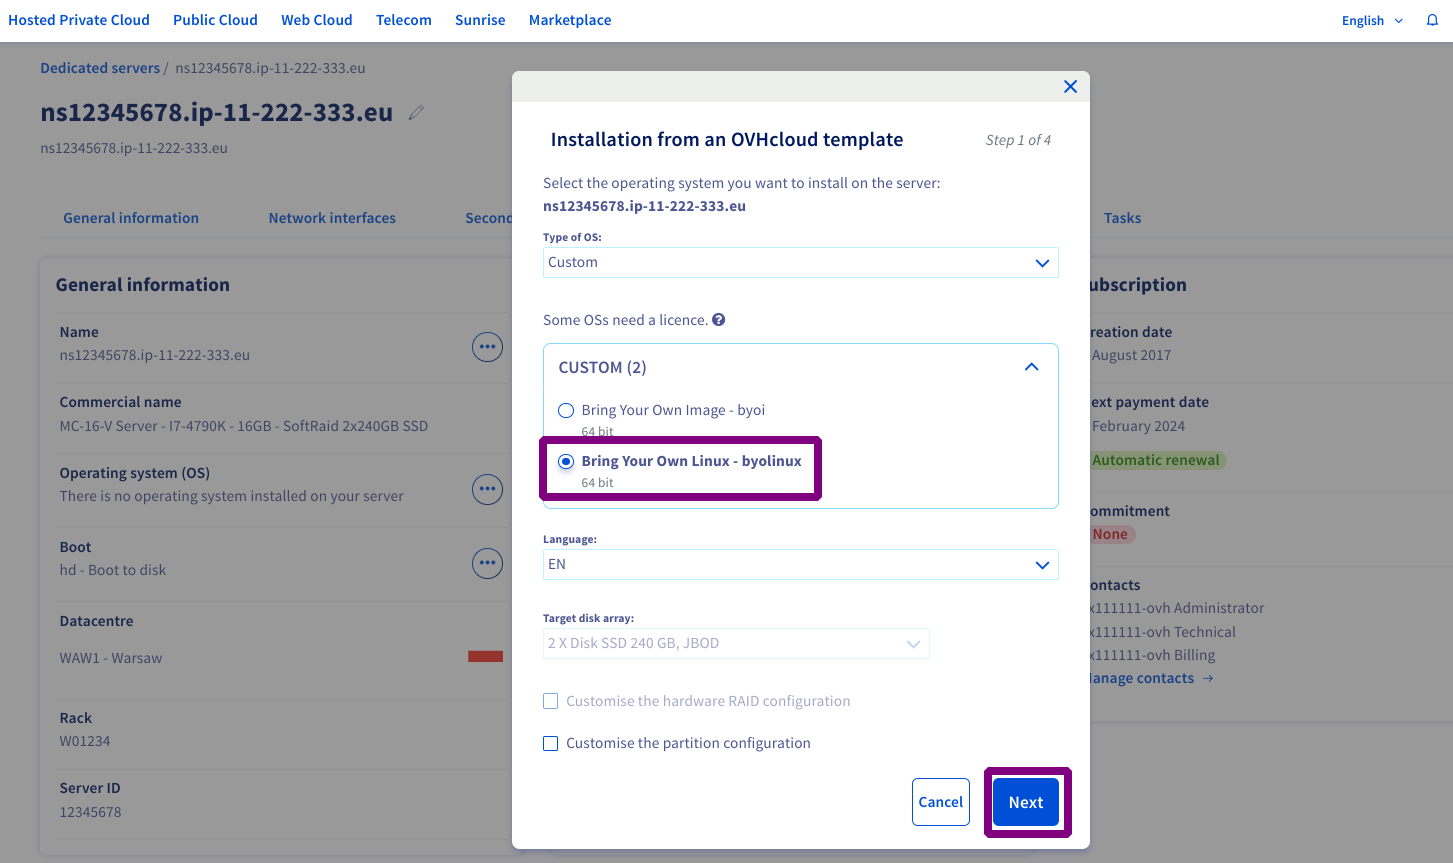 Hosted Private Cloud Public Cloud Web Cloud Telecom Sunrise Marketplace English
Dedicated servers / ns12345678.ip-11-222-333.eu
ns12345678.ip-11-222-333.eu
ns12345678.ip-11-222-333.eu
General information Network interfaces Second Tasks
General information
Name
ns12345678.ip-11-222-333.eu
Commercial name
MC-16-V Server - I7-4790K - 16GB - SoftRaid 2x240GB SSD
Operating system (OS)
There is no operating system installed on your server
Boot
hd - Boot to disk
Datacentre
WAW1 - Warsaw
Rack
W01234
Server ID
12345678
Installation from an OVHcloud template Step 1 of 4
Select the operating system you want to install on the server:
ns12345678.ip-11-222-333.eu
Type of OS:
Custom
Some OSs need a licence. ?
CUSTOM (2)
Bring Your Own Image - byoi
64 bit
Bring Your Own Linux - byolinux
64 bit
Language:
EN
Target disk array:
2 X Disk SSD 240 GB, JBOD
Customise the hardware RAID configuration
Customise the partition configuration
Cancel Next
ubscription
reation date
August 2017
ext payment date
February 2024
Automatic renewal
ommitment
None
ontacts
x111111-ovh Administrator
x111111-ovh Technical
x111111-ovh Billing
anage contacts →